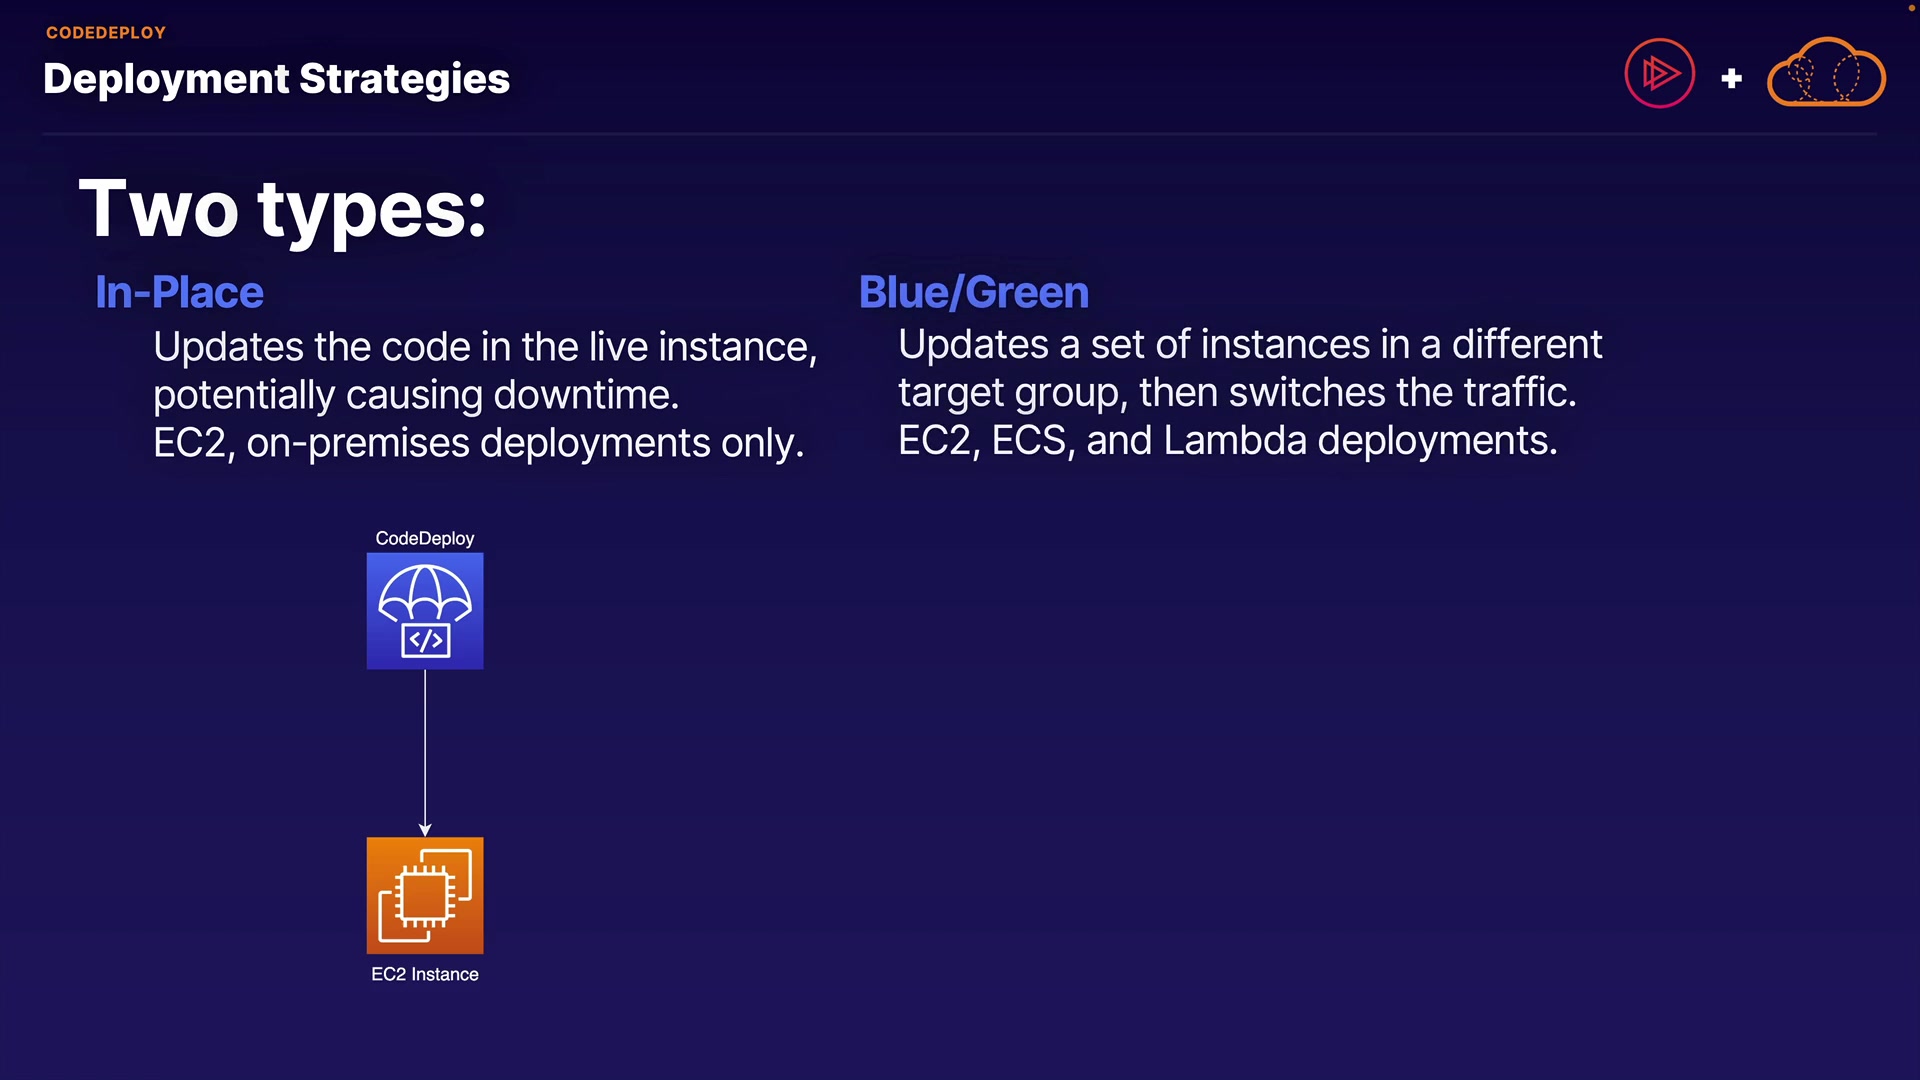 CODEDEPLOY
Deployment Strategies
+
Two types:
In-Place
Updates the code in the live instance,
potentially causing downtime.
EC2, on-premises deployments only.
Blue/Green
Updates a set of instances in a different
target group, then switches the traffic.
EC2, ECS, and Lambda deployments.
CodeDeploy
</>
EC2 Instance